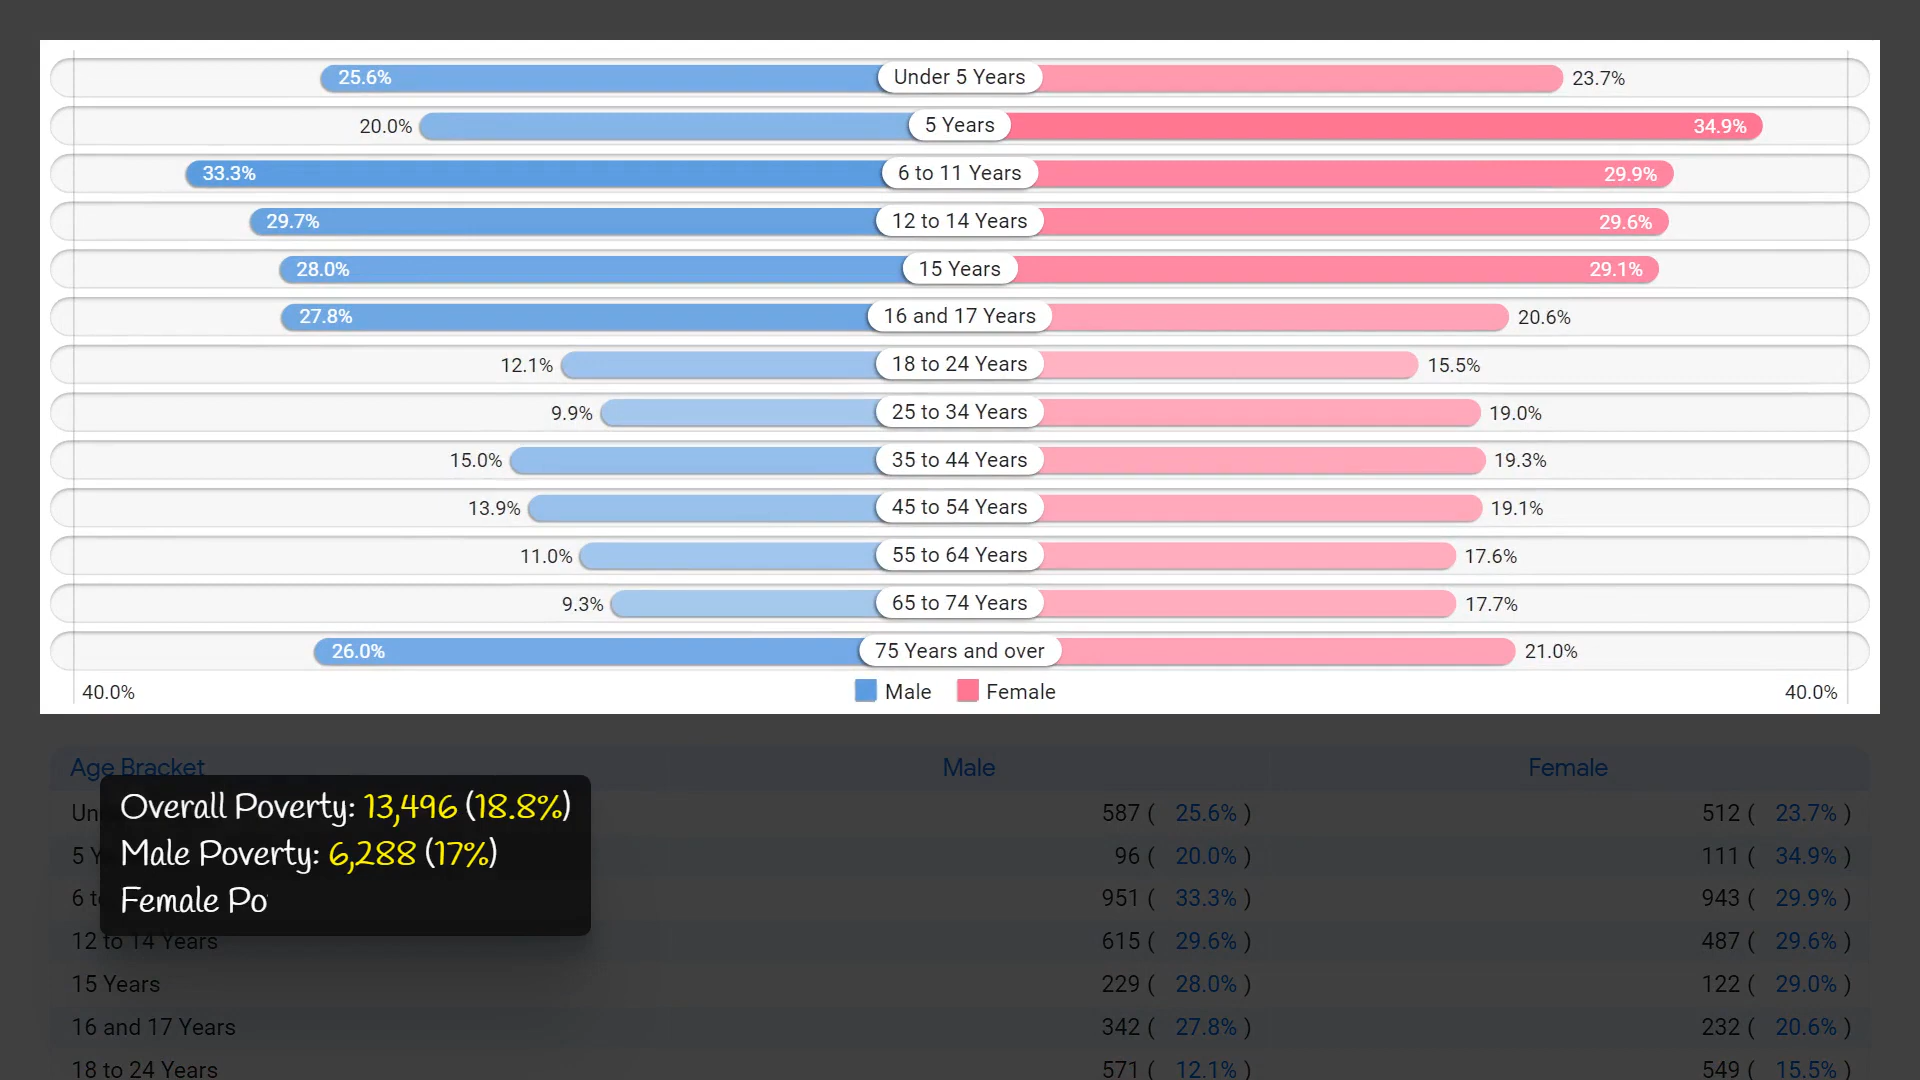 25.6% Under 5 Years 23.7%
20.0% 5 Years 34.9%
33.3% 6 to 11 Years 29.9%
29.7% 12 to 14 Years 29.6%
28.0% 15 Years 29.1%
27.8% 16 and 17 Years 20.6%
12.1% 18 to 24 Years 15.5%
9.9% 25 to 34 Years 19.0%
15.0% 35 to 44 Years 19.3%
13.9% 45 to 54 Years 19.1%
11.0% 55 to 64 Years 17.6%
9.3% 65 to 74 Years 17.7%
26.0% 75 Years and over 21.0%
40.0% Male Female 40.0%
Age Bracket Male Female
587 ( 25.6% ) 512 ( 23.7% )
96 ( 20.0% ) 111 ( 34.9% )
951 ( 33.3% ) 943 ( 29.9% )
12 to 14 Years 615 ( 29.6% ) 487 ( 29.6% )
15 Years 229 ( 28.0% ) 122 ( 29.0% )
16 and 17 Years 342 ( 27.8% ) 232 ( 20.6% )
18 to 24 Years 571 ( 12.1% ) 549 ( 15.5% )
Overall Poverty: 13,496 (18.8%)
Male Poverty: 6,288 (17%)
Female Po